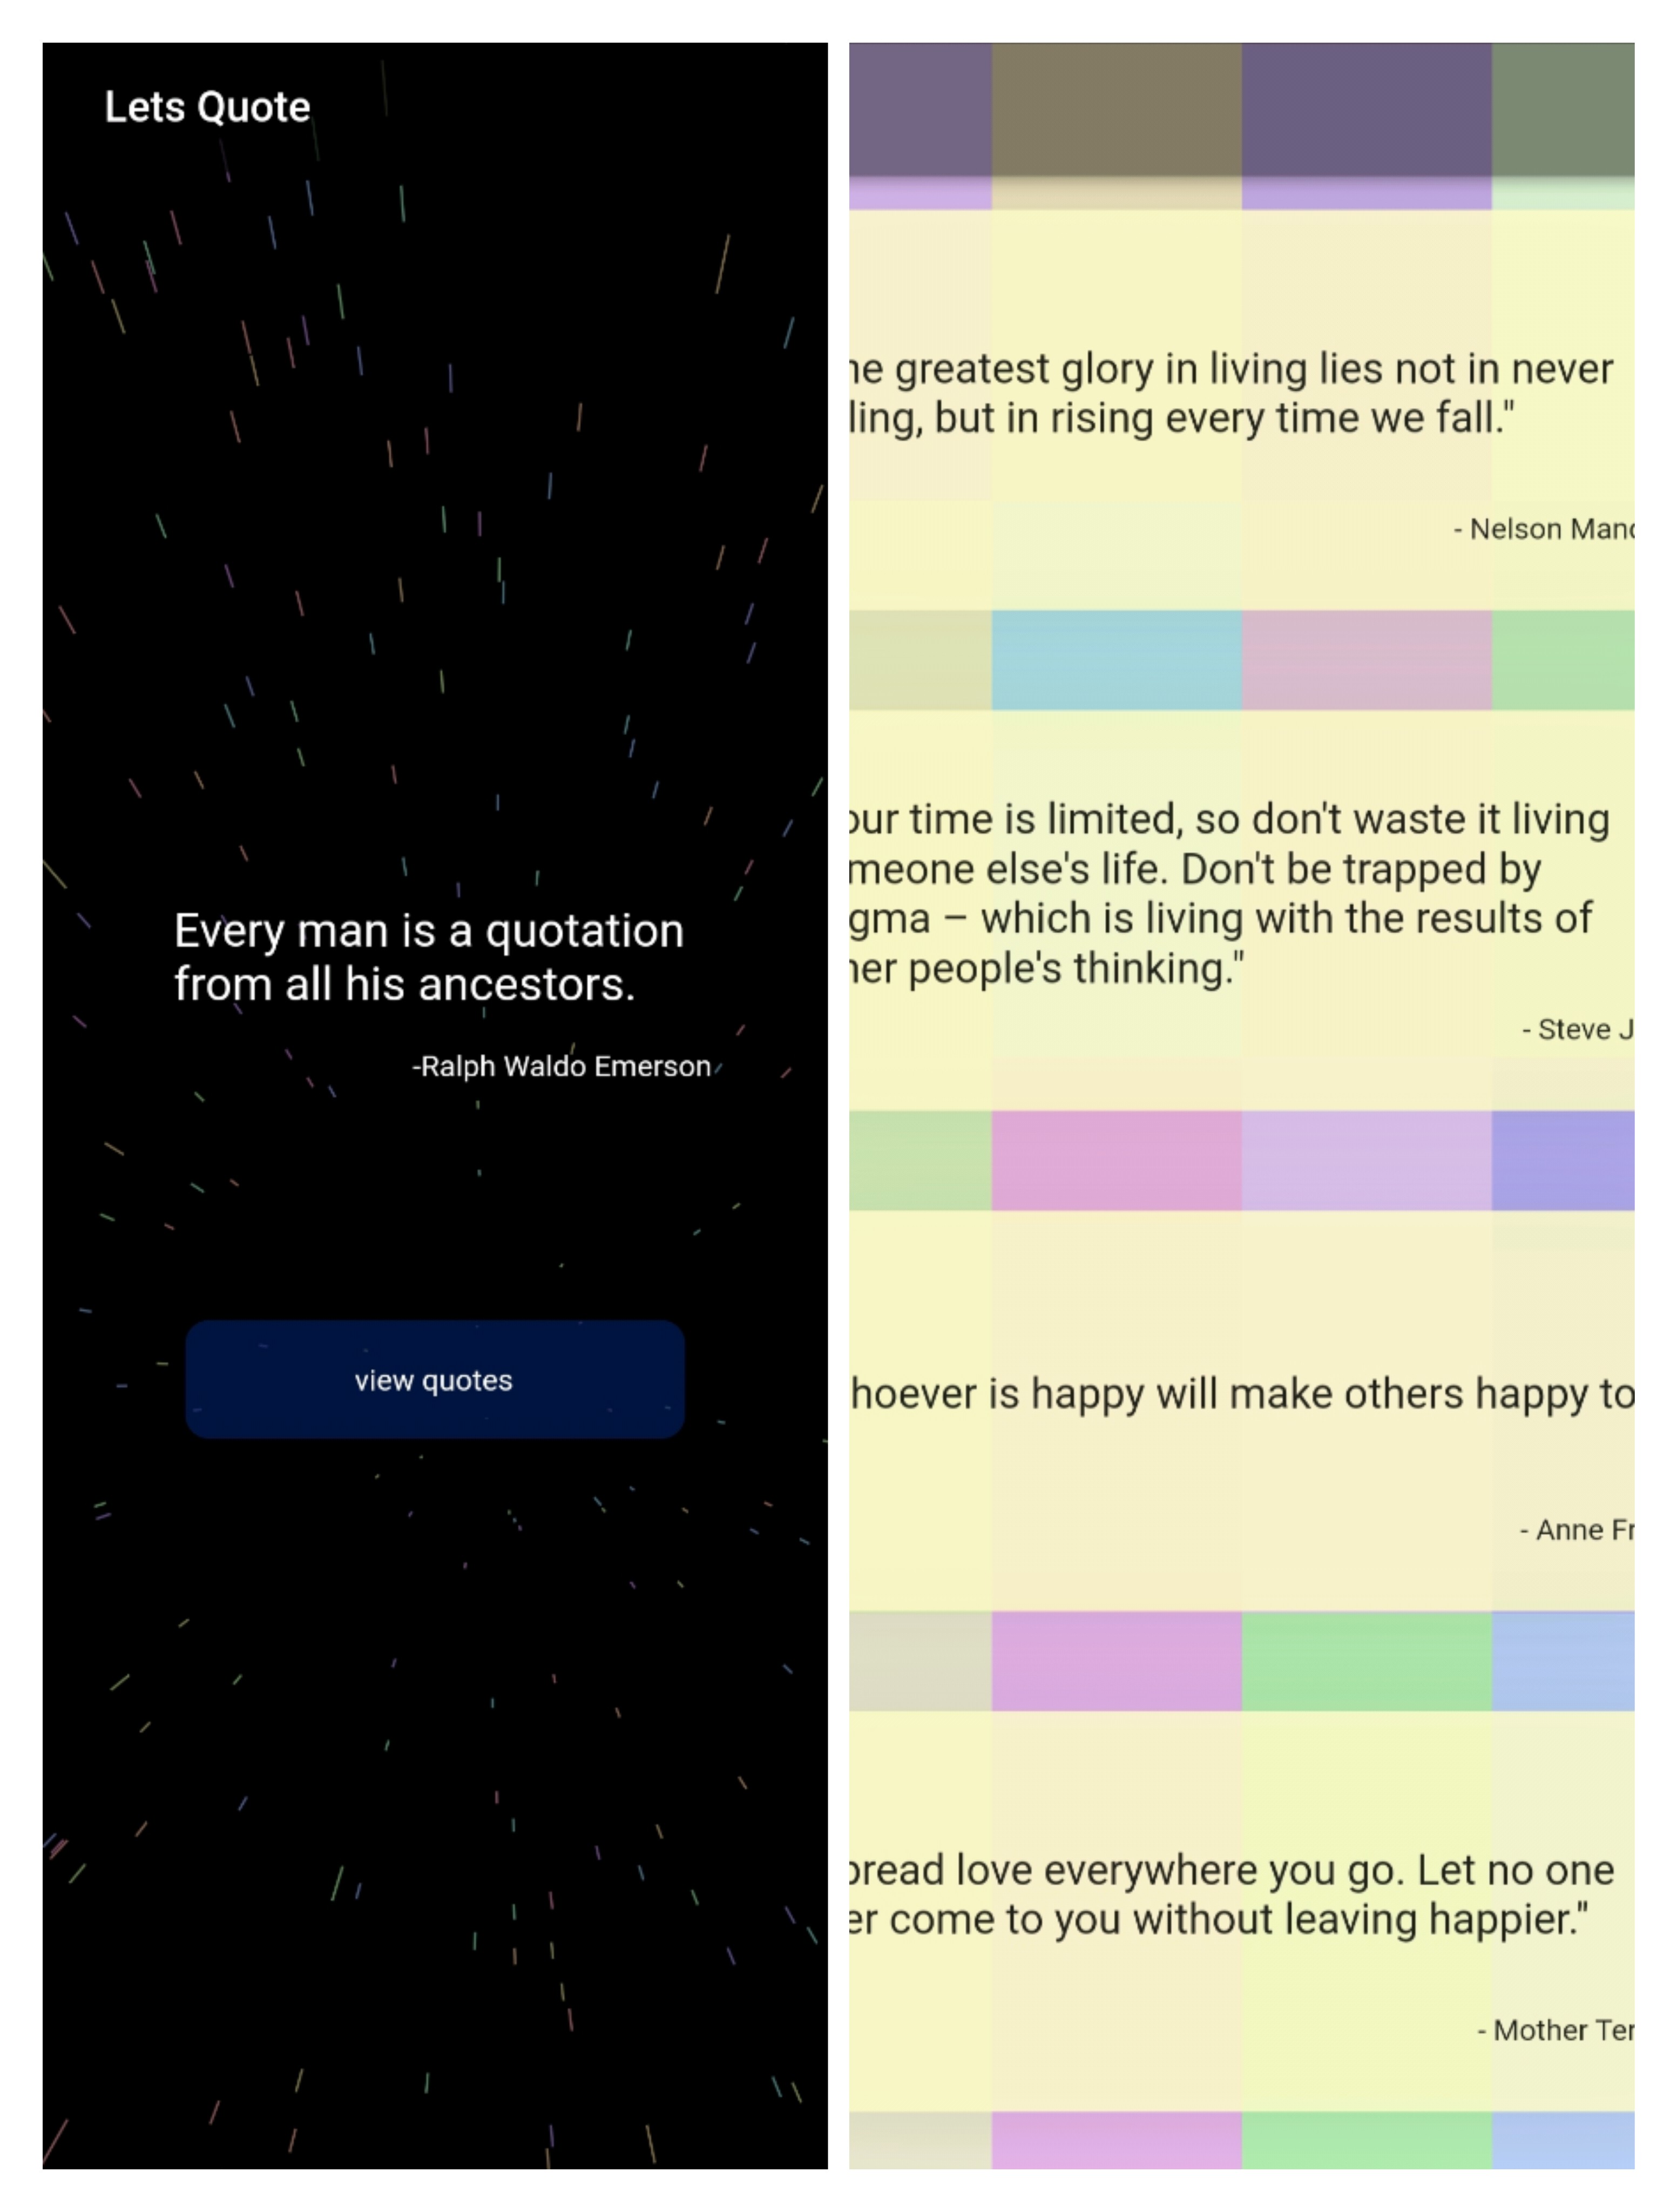 Lets Quote
Every man is a quotation
from all his ancestors.
-Ralph Waldo Emerson
view quotes
he greatest glory in living lies not in never
ling, but in rising every time we fall."
- Nelson Mand
our time is limited, so don't waste it living
meone else's life. Don't be trapped by
gma – which is living with the results of
her people's thinking."
- Steve J
hoever is happy will make others happy to
- Anne Fr
pread love everywhere you go. Let no one
er come to you without leaving happier."
- Mother Ter